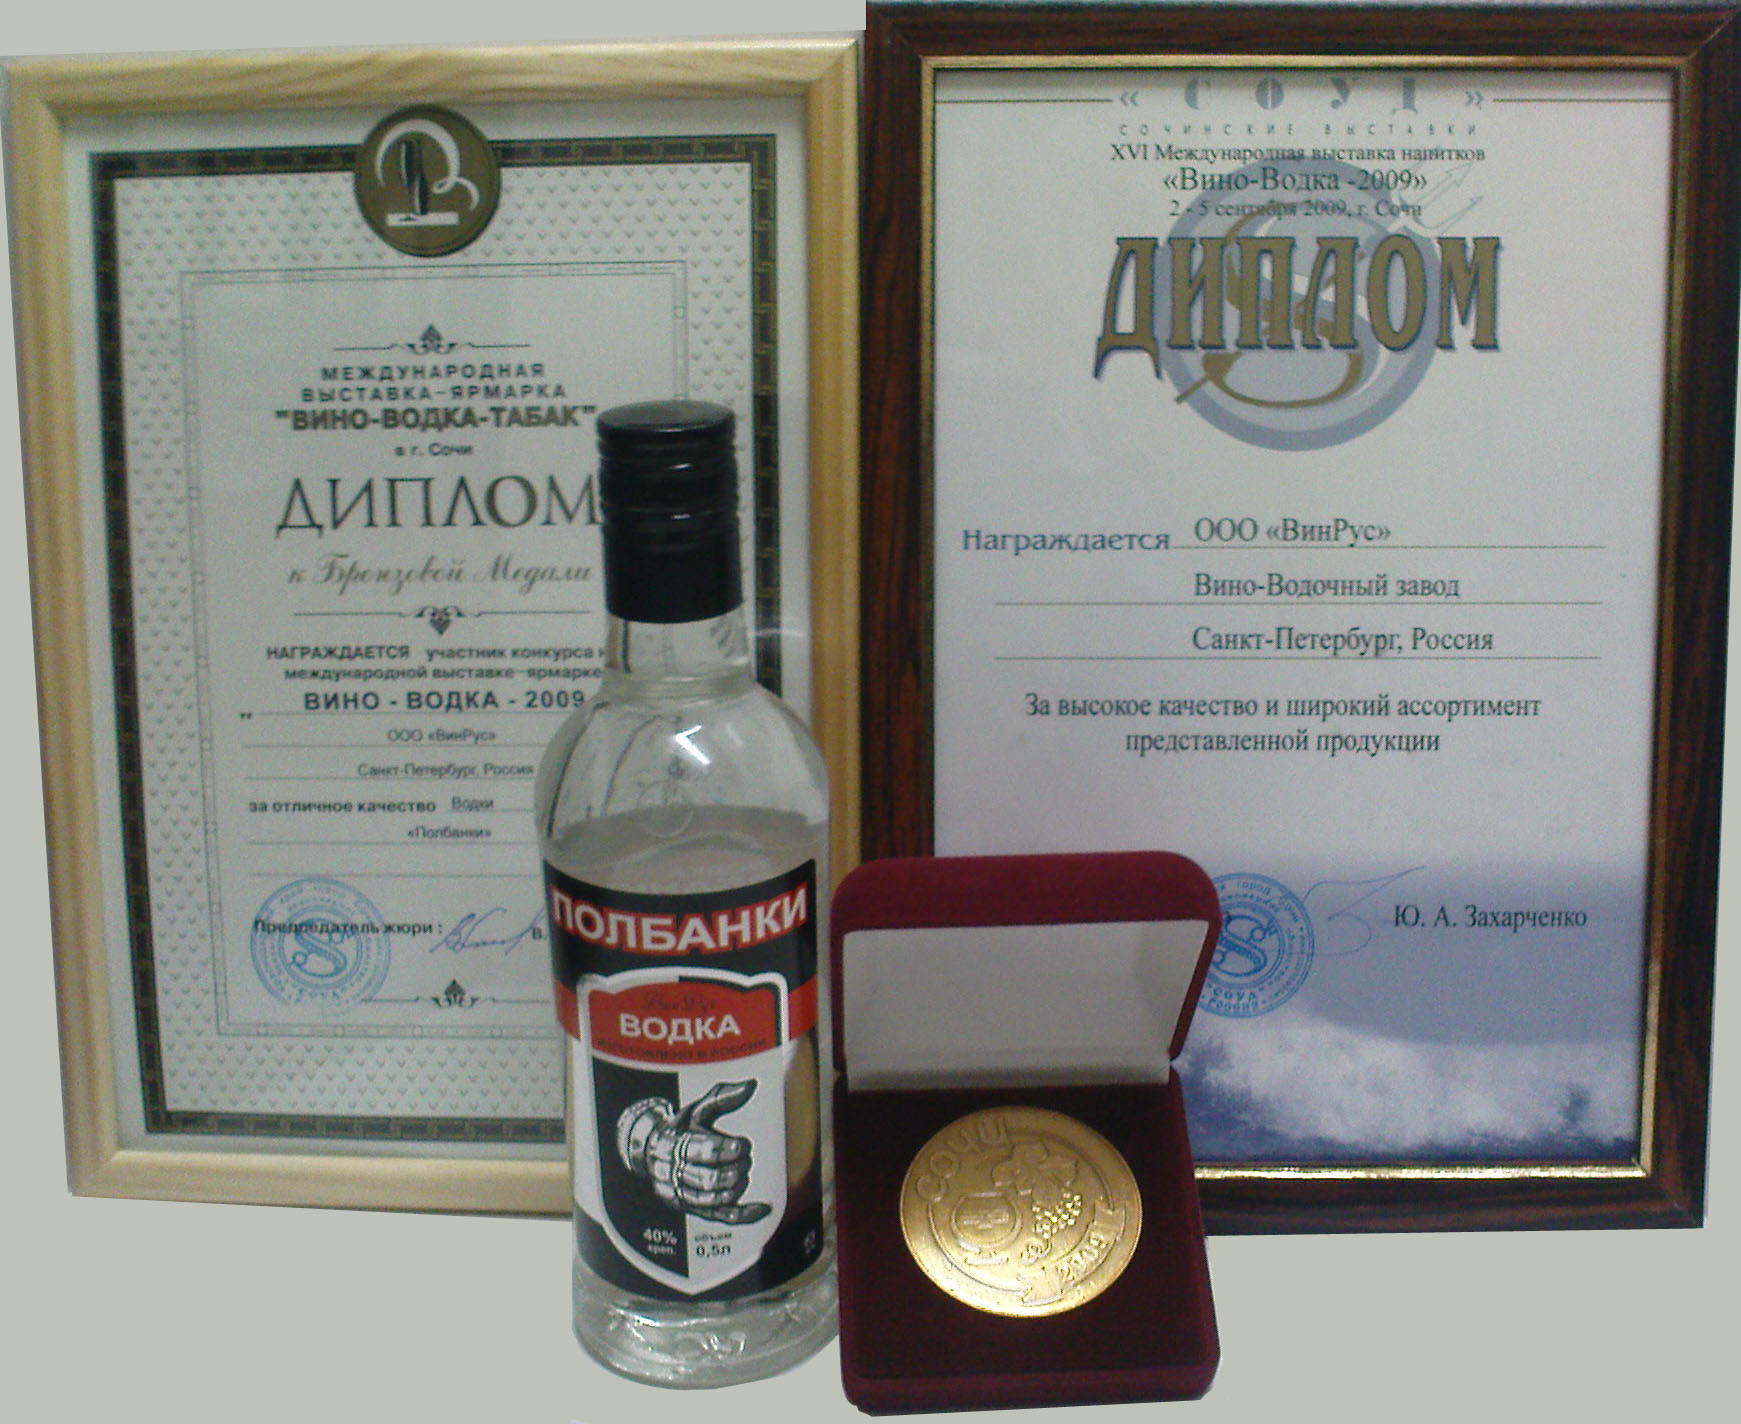 МЕЖДУНАРОДНАЯ
ВЫСТАВКА-ЯРМАРКА
"ВИНО-ВОДКА-ТАБАК"
в г. Сочи
ДИПЛОМ
к Бронзовой Медали
НАГРАЖДАЕТСЯ участник конкурса
международной выставке-ярмарке
ВИНО - ВОДКА - 2009
ООО «ВинРус»
Санкт-Петербург, Россия
за отличное качество Водки
«Полбанки»
Председатель жюри : В.
« СОУД »
СОЧИНСКИЕ ВЫСТАВКИ
XVI Международная выставка напитков
«Вино-Водка -2009»
2 - 5 сентября 2009, г. Сочи
ДИПЛОМ
Награждается ООО «ВинРус»
Вино-Водочный завод
Санкт-Петербург, Россия
За высокое качество и широкий ассортимент
представленной продукции
Ю. А. Захарченко
ПОЛБАНКИ
ВинРус
ВОДКА
ИЗГОТОВЛЕНО В РОССИИ
40% креп.
объем 0,5л
СОЧИ
2009